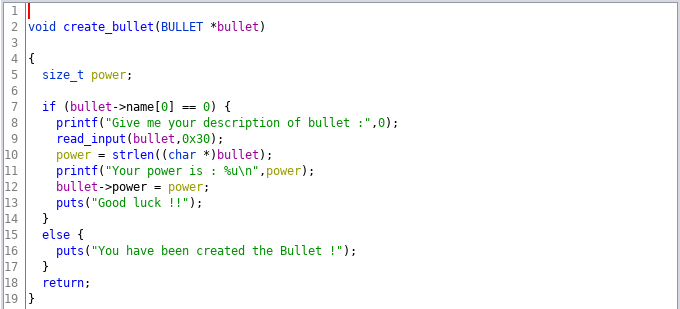 1
2 void create_bullet(BULLET *bullet)
3
4 {
5 size_t power;
6
7 if (bullet->name[0] == 0) {
8 printf("Give me your description of bullet :",0);
9 read_input(bullet,0x30);
10 power = strlen((char *)bullet);
11 printf("Your power is : %u\n",power);
12 bullet->power = power;
13 puts("Good luck !!");
14 }
15 else {
16 puts("You have been created the Bullet !");
17 }
18 return;
19 }